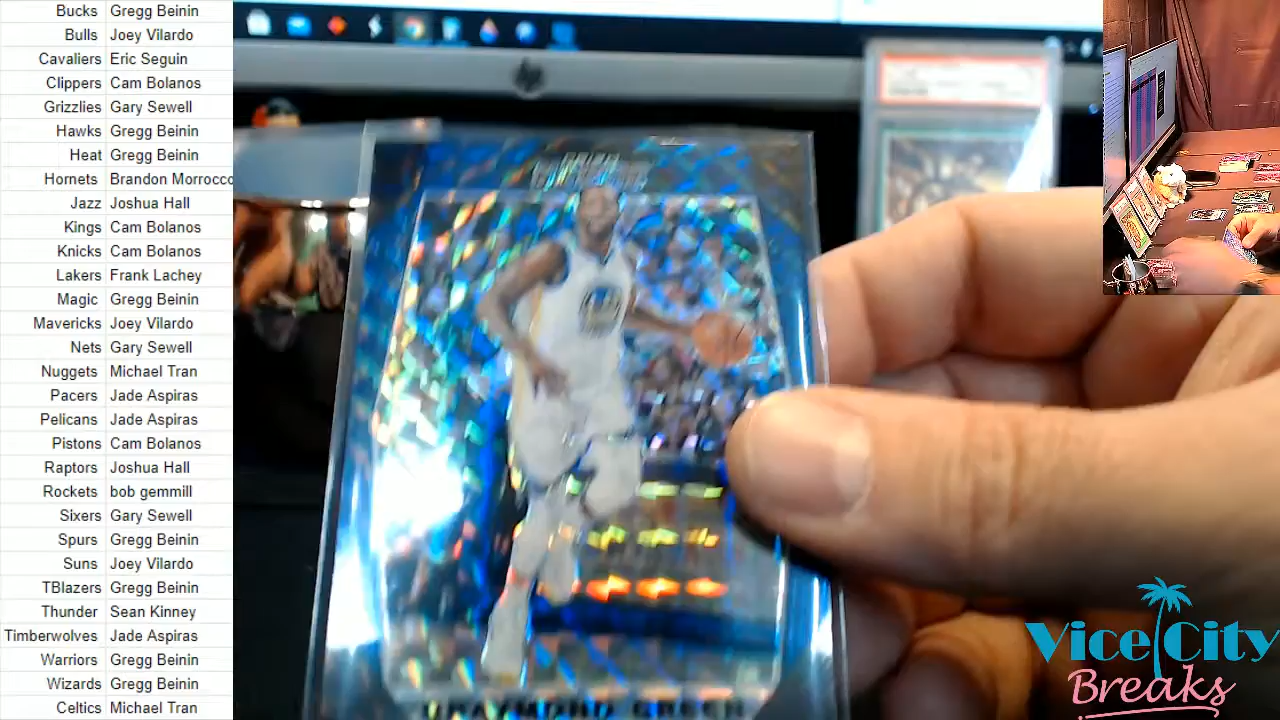 Bucks Gregg Beinin
Bulls Joey Vilardo
Cavaliers Eric Seguin
Clippers Cam Bolanos
Grizzlies Gary Sewell
Hawks Gregg Beinin
Heat Gregg Beinin
Hornets Brandon Morrocco
Jazz Joshua Hall
Kings Cam Bolanos
Knicks Cam Bolanos
Lakers Frank Lachey
Magic Gregg Beinin
Mavericks Joey Vilardo
Nets Gary Sewell
Nuggets Michael Tran
Pacers Jade Aspiras
Pelicans Jade Aspiras
Pistons Cam Bolanos
Raptors Joshua Hall
Rockets bob gemmill
Sixers Gary Sewell
Spurs Gregg Beinin
Suns Joey Vilardo
TBlazers Gregg Beinin
Thunder Sean Kinney
Timberwolves Jade Aspiras
Warriors Gregg Beinin
Wizards Gregg Beinin
Celtics Michael Tran
hp
DRAYMOND GREEN
Vice City
Breaks